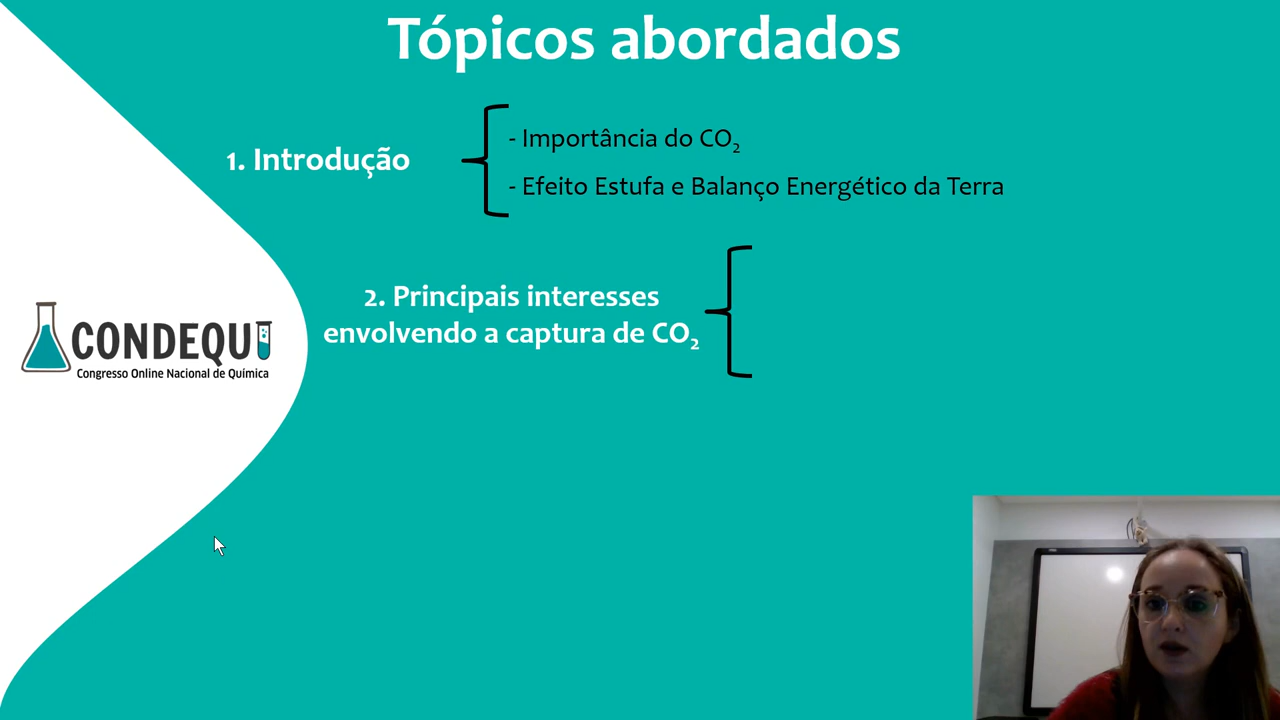 Tópicos abordados
1. Introdução
- Importância do CO₂
- Efeito Estufa e Balanço Energético da Terra
2. Principais interesses
envolvendo a captura de CO₂
CONDEQUI
Congresso Online Nacional de Química